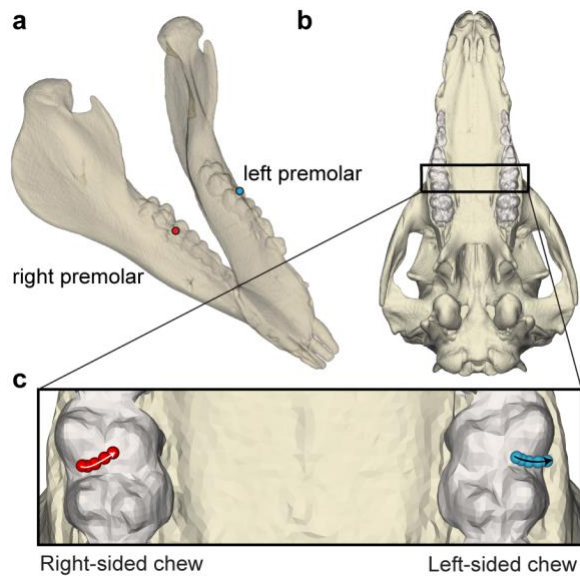 a
b
left premolar
right premolar
c
Right-sided chew
Left-sided chew